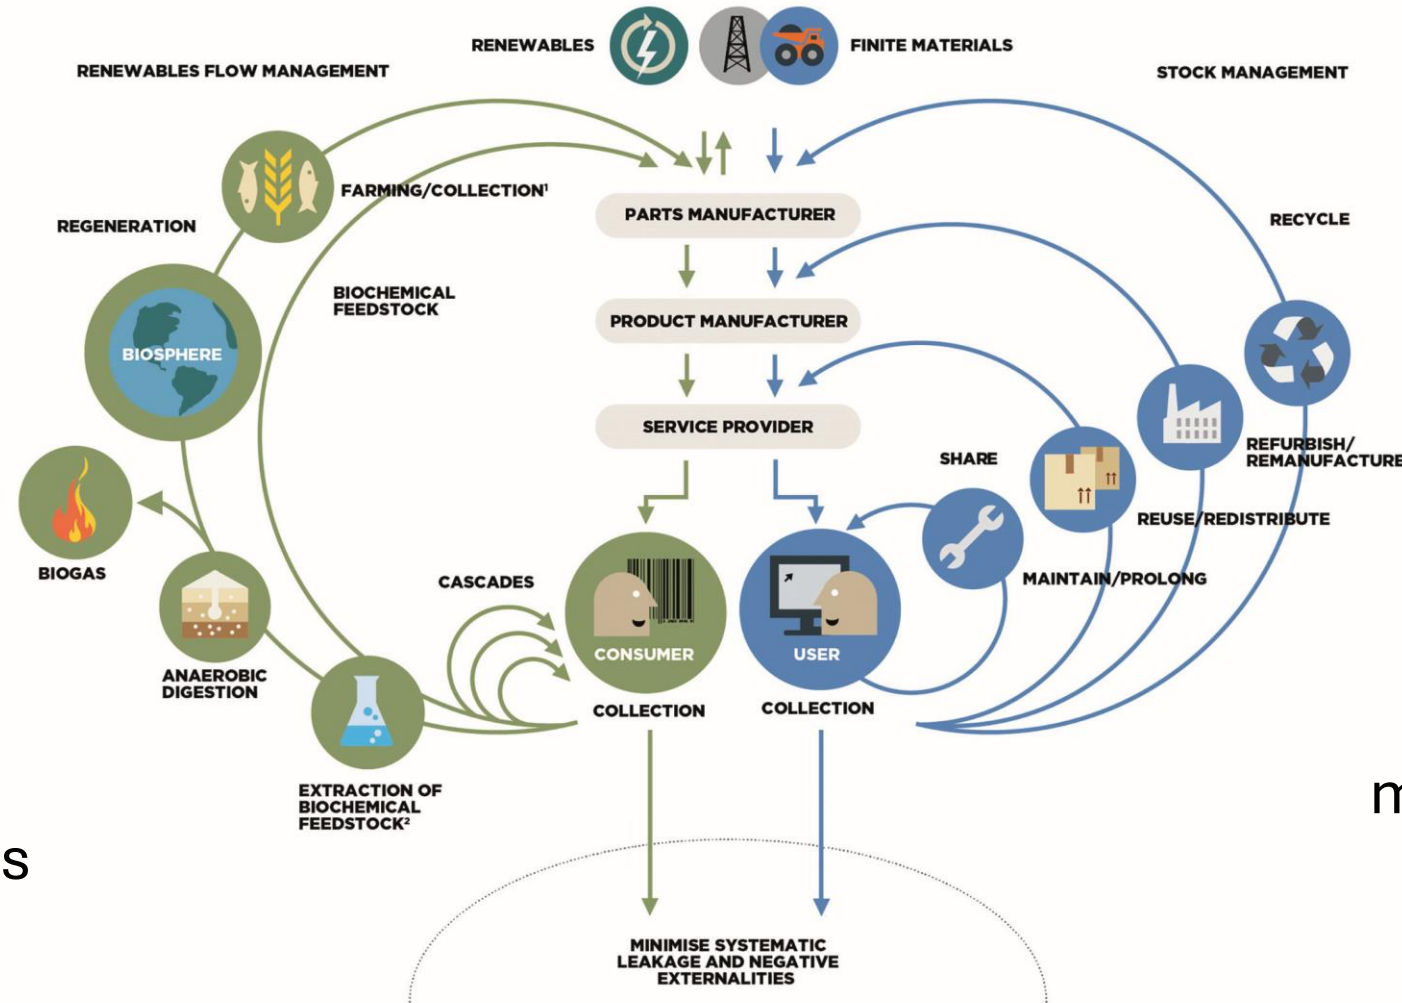 RENEWABLES
FINITE MATERIALS
RENEWABLES FLOW MANAGEMENT
STOCK MANAGEMENT
FARMING/COLLECTION¹
PARTS MANUFACTURER
RECYCLE
REGENERATION
BIOCHEMICAL
FEEDSTOCK
PRODUCT MANUFACTURER
BIOSPHERE
SERVICE PROVIDER
REFURBISH/
REMANUFACTURE
SHARE
REUSE/REDISTRIBUTE
BIOGAS
CASCADES
MAINTAIN/PROLONG
CONSUMER
USER
ANAEROBIC
DIGESTION
COLLECTION
COLLECTION
EXTRACTION OF
BIOCHEMICAL
FEEDSTOCK²
m
s
MINIMISE SYSTEMATIC
LEAKAGE AND NEGATIVE
EXTERNALITIES